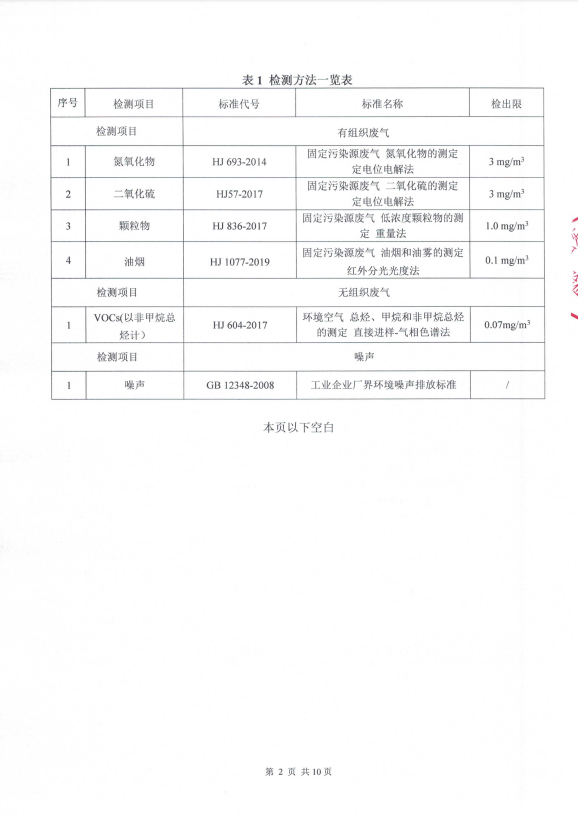 表 1 检测方法一览表
序号 检测项目 标准代号 标准名称 检出限
检测项目 有组织废气
1 氮氧化物 HJ 693-2014 固定污染源废气 氮氧化物的测定
定电位电解法 3 mg/m³
2 二氧化硫 HJ57-2017 固定污染源废气 二氧化硫的测定
定电位电解法 3 mg/m³
3 颗粒物 HJ 836-2017 固定污染源废气 低浓度颗粒物的测
定 重量法 1.0 mg/m³
4 油烟 HJ 1077-2019 固定污染源废气 油烟和油雾的测定
红外分光光度法 0.1 mg/m³
检测项目 无组织废气
1 VOCs(以非甲烷总
烃计） HJ 604-2017 环境空气 总烃、甲烷和非甲烷总烃
的测定 直接进样-气相色谱法 0.07mg/m³
检测项目 噪声
1 噪声 GB 12348-2008 工业企业厂界环境噪声排放标准 /
本页以下空白
第 2 页 共 10 页